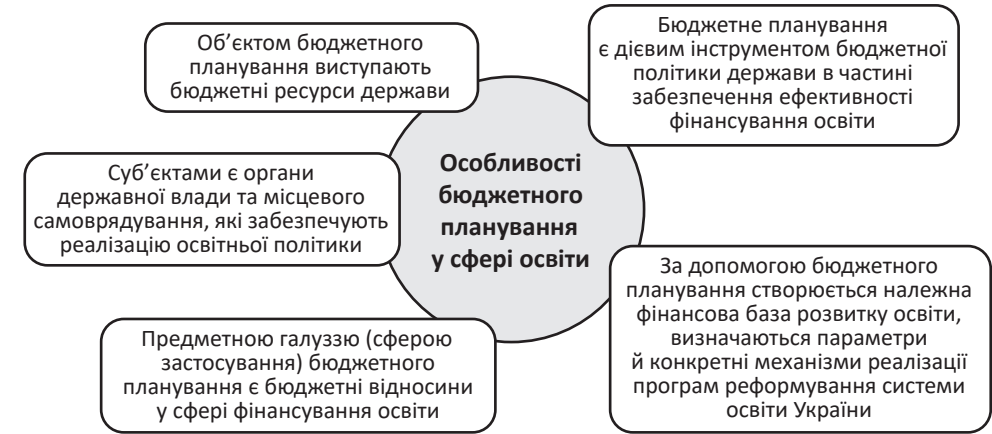 Об’єктом бюджетного
планування виступають
бюджетні ресурси держави
Бюджетне планування
є дієвим інструментом бюджетної
політики держави в частині
забезпечення ефективності
фінансування освіти
Особливості
бюджетного
планування
у сфері освіти
Суб’єктами є органи
державної влади та місцевого
самоврядування, які забезпечують
реалізацію освітньої політики
За допомогою бюджетного
планування створюється належна
фінансова база розвитку освіти,
визначаються параметри
й конкретні механізми реалізації
програм реформування системи
освіти України
Предметною галуззю (сферою
застосування) бюджетного
планування є бюджетні відносини
у сфері фінансування освіти